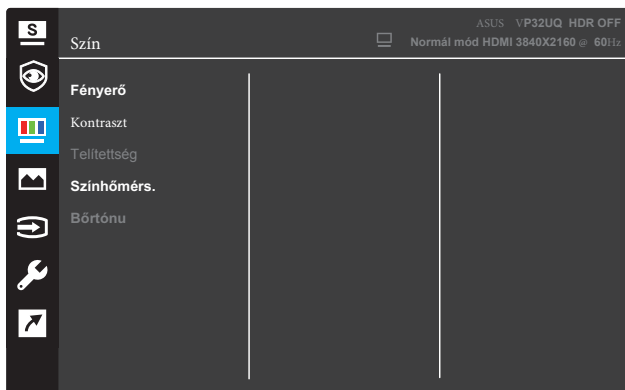 S
ASUS VP32UQ HDR OFF
Szín
Normál mód HDMI 3840X2160 @ 60Hz
Fényerő
Kontraszt
Telítettség
Színhőmérs.
Bőrtónu